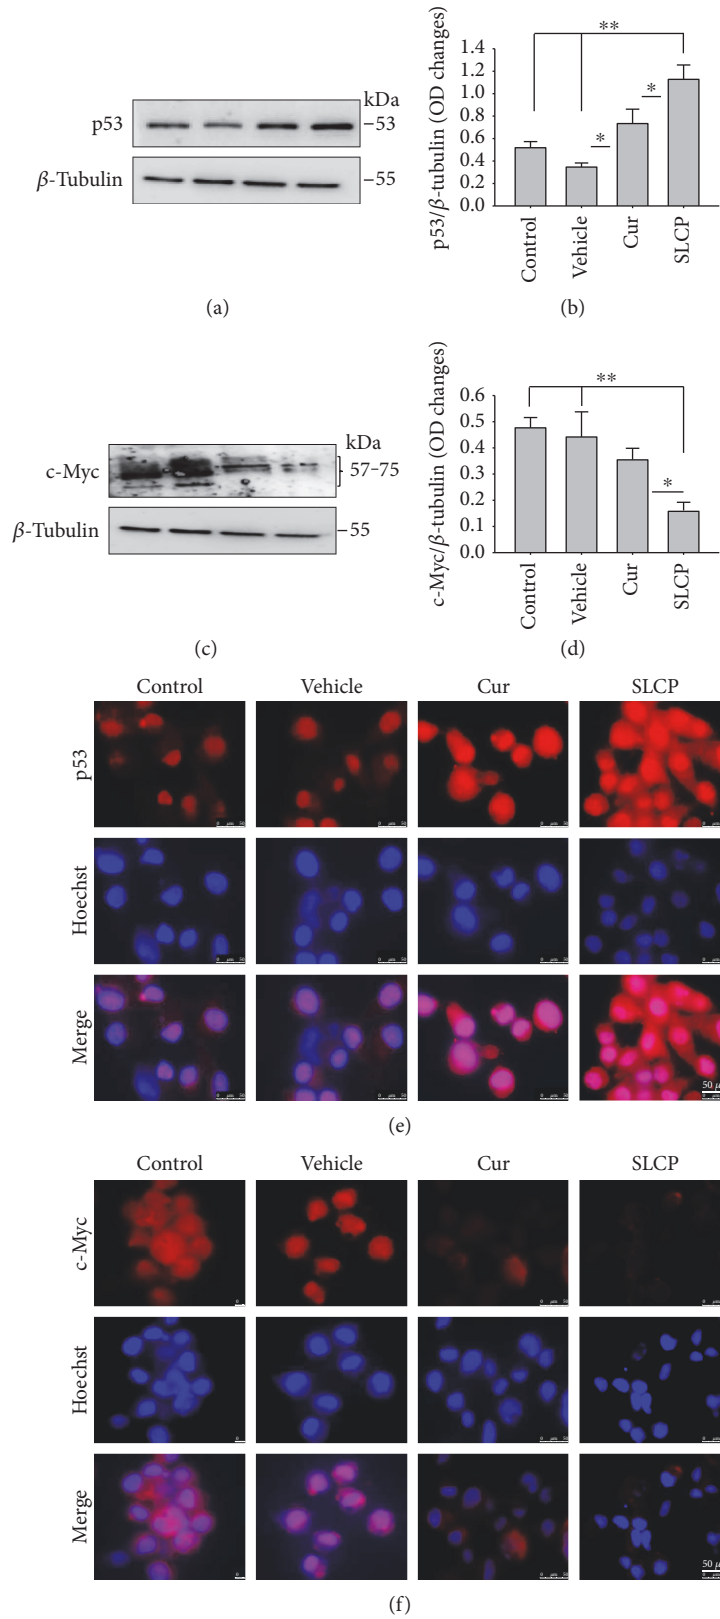 kDa
p53
53
β-Tubulin
55
(a)
p53/β-tubulin (OD changes)
1.4
1.2
1.0
0.8
0.6
0.4
0.2
0.0
**
*
*
Control
Vehicle
Cur
SLCP
(b)
kDa
c-Myc
57–75
β-Tubulin
55
(c)
c-Myc/β-tubulin (OD changes)
0.6
0.5
0.4
0.3
0.2
0.1
0.0
**
*
Control
Vehicle
Cur
SLCP
(d)
Control Vehicle Cur SLCP
p53
Hoechst
Merge
(e)
Control Vehicle Cur SLCP
c-Myc
Hoechst
Merge
(f)